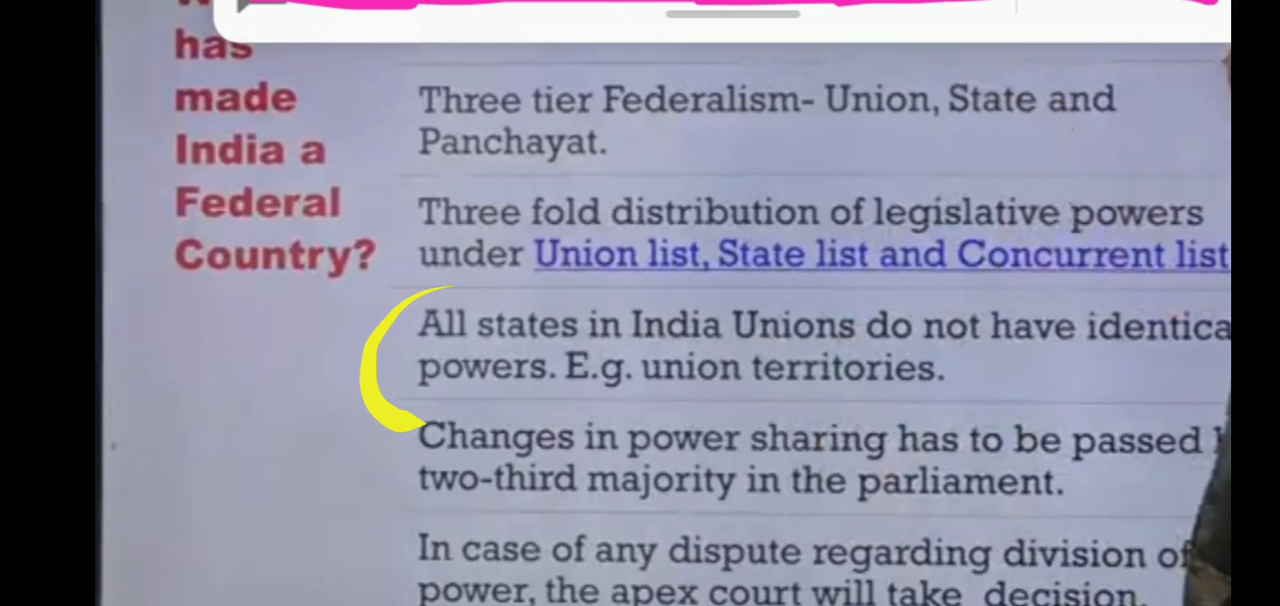 has
made
India a
Federal
Country?
Three tier Federalism- Union, State and
Panchayat.
Three fold distribution of legislative powers
under Union list, State list and Concurrent list
All states in India Unions do not have identica
powers. E.g. union territories.
Changes in power sharing has to be passed
two-third majority in the parliament.
In case of any dispute regarding division of
power, the apex court will take decision.